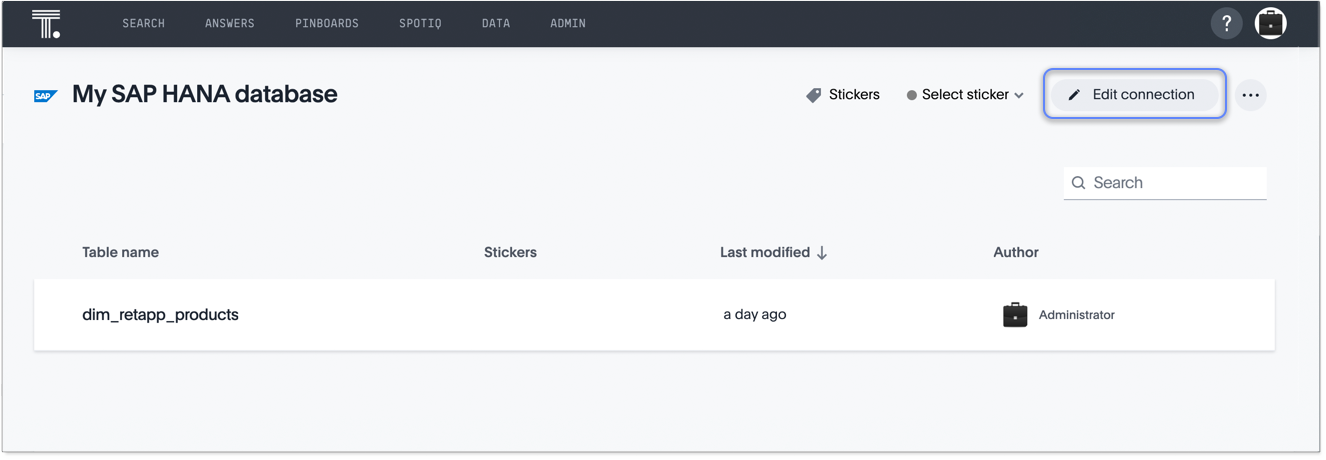 SEARCH ANSWERS PINBOARDS SPOTIQ DATA ADMIN ?
SAP My SAP HANA database Stickers Select sticker Edit connection ...
Search
Table name Stickers Last modified Author
dim_retapp_products a day ago Administrator